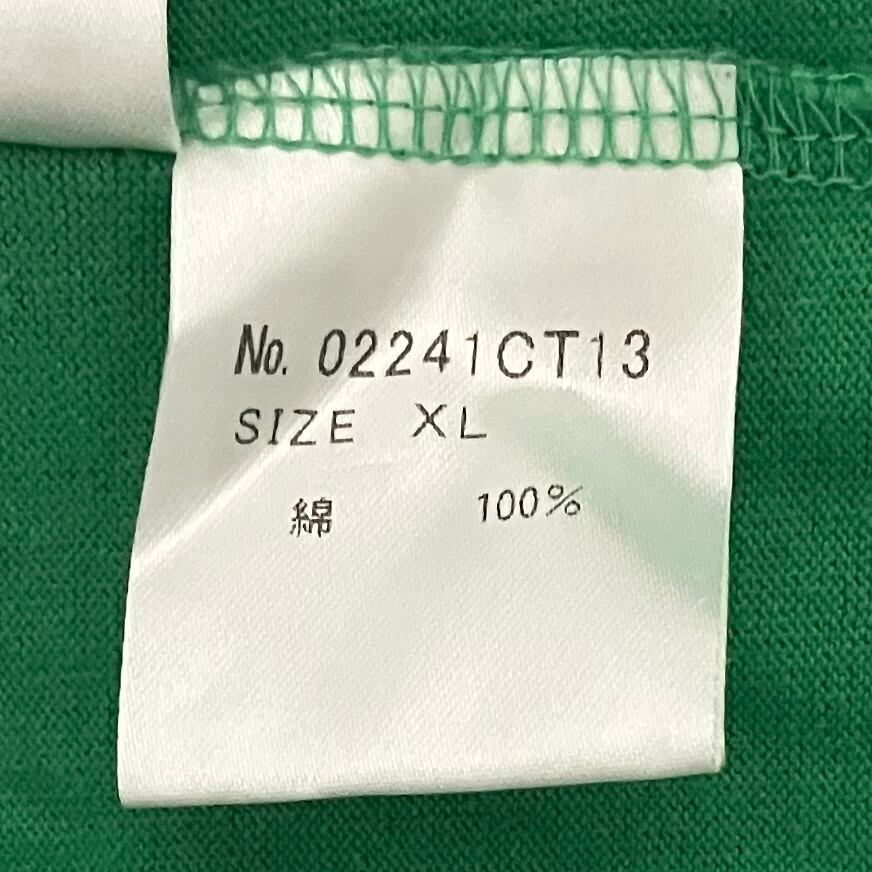 No. 02241CT13
SIZE XL
綿 100%